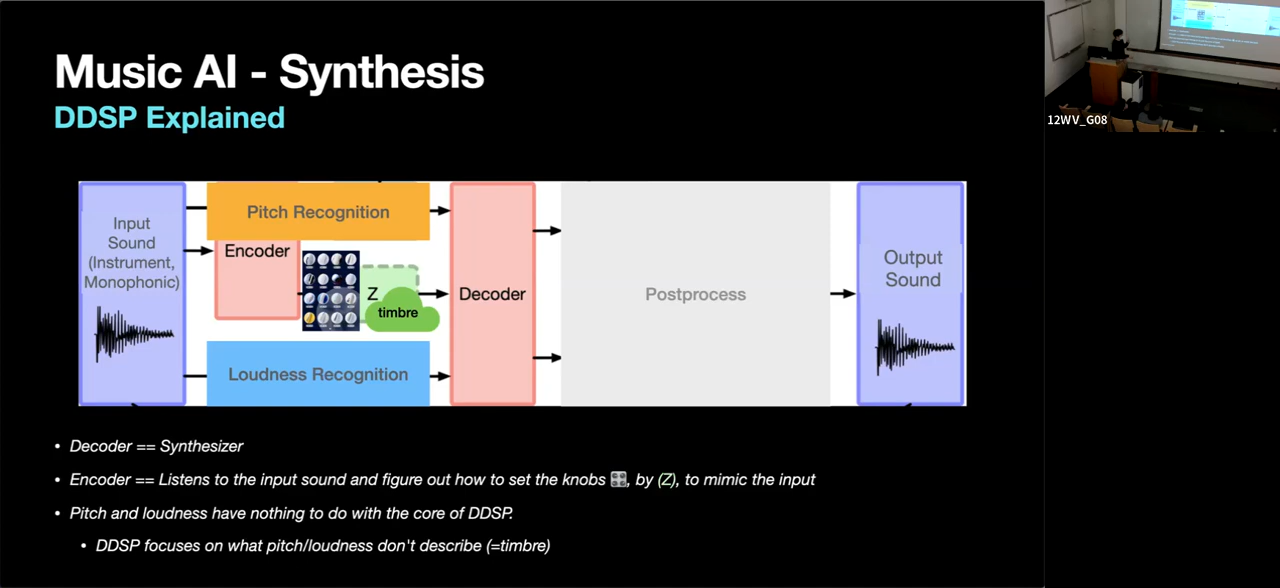 Music AI - Synthesis
DDSP Explained
Input
Sound
(Instrument,
Monophonic)
Pitch Recognition
Encoder
Z
timbre
Loudness Recognition
Decoder
Postprocess
Output
Sound
• Decoder == Synthesizer
• Encoder == Listens to the input sound and figure out how to set the knobs 🎛️, by (Z), to mimic the input
• Pitch and loudness have nothing to do with the core of DDSP.
• DDSP focuses on what pitch/loudness don't describe (=timbre)
12WV_G08